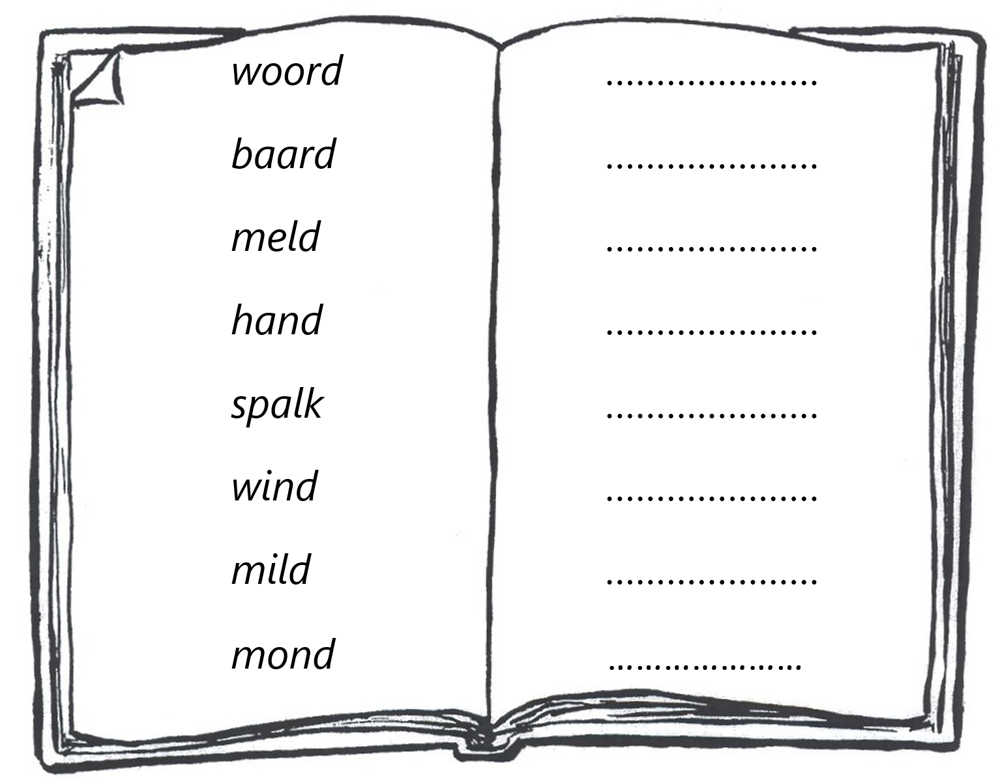 woord .....................
baard .....................
meld .....................
hand .....................
spalk .....................
wind .....................
mild .....................
mond …………………